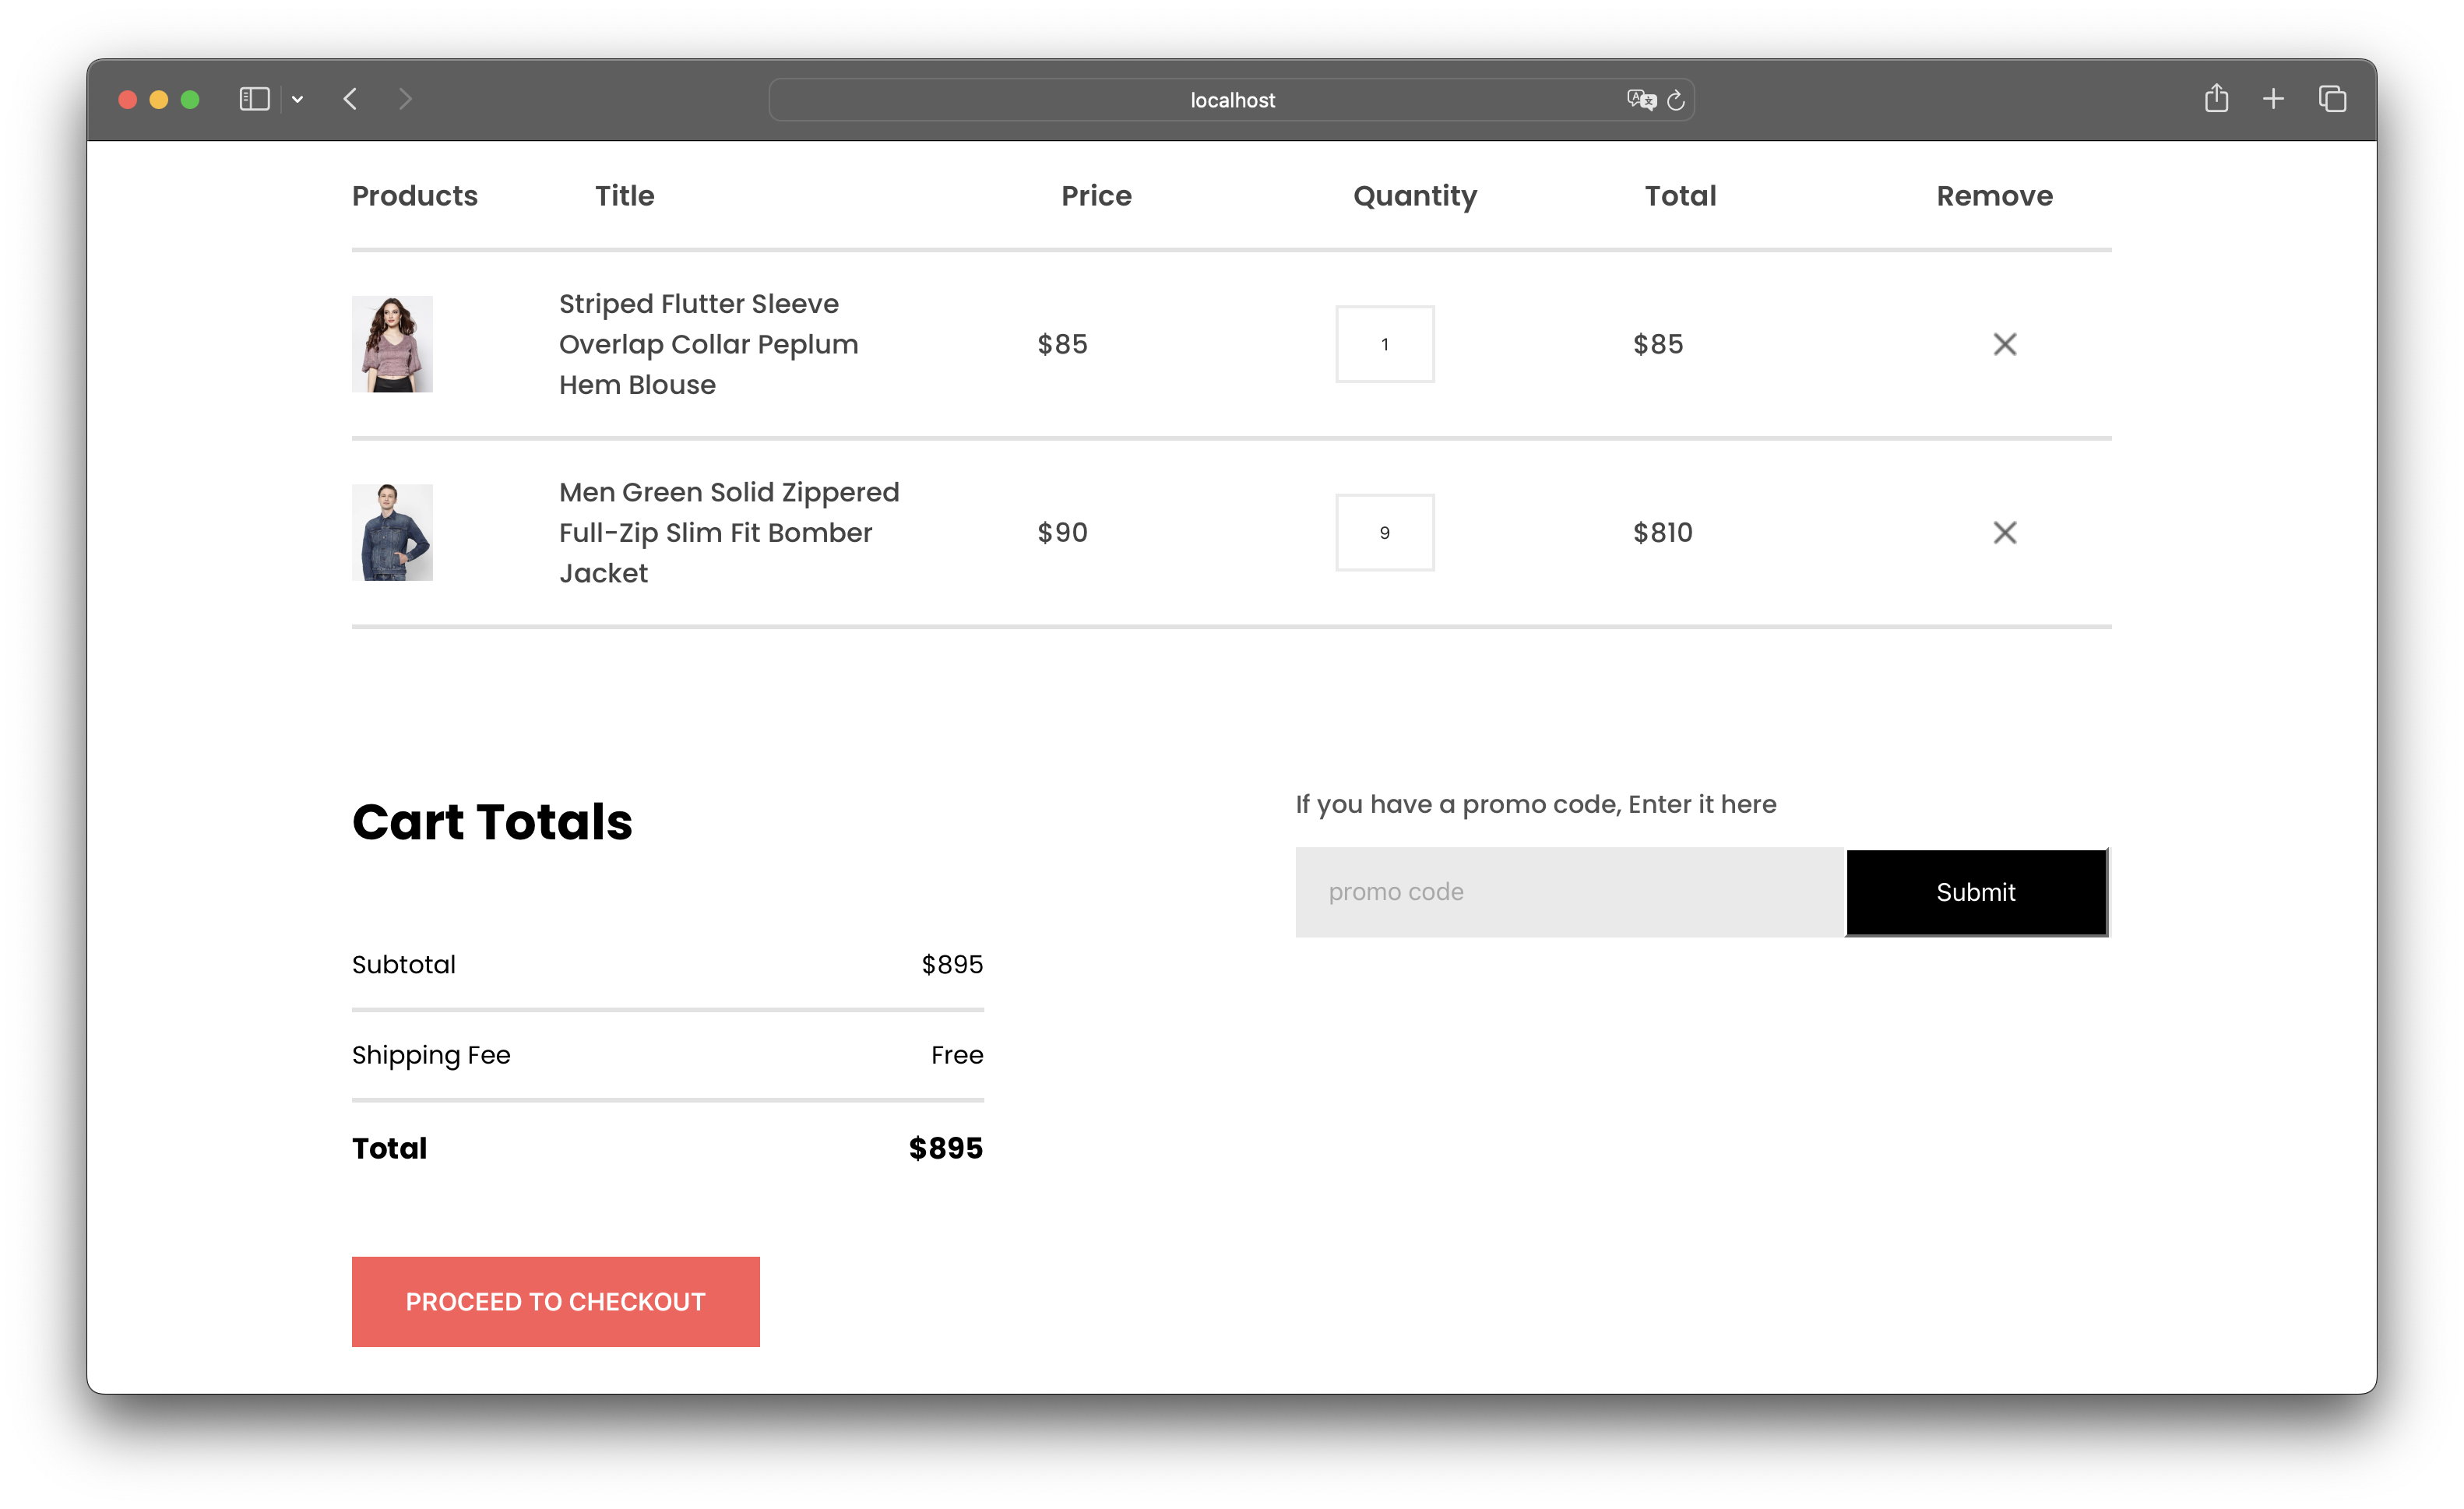 localhost
Products Title Price Quantity Total Remove
Striped Flutter Sleeve
Overlap Collar Peplum
Hem Blouse
$85 1 $85
Men Green Solid Zippered
Full-Zip Slim Fit Bomber
Jacket
$90 9 $810
Cart Totals
Subtotal $895
Shipping Fee Free
Total $895
PROCEED TO CHECKOUT
If you have a promo code, Enter it here
promo code
Submit